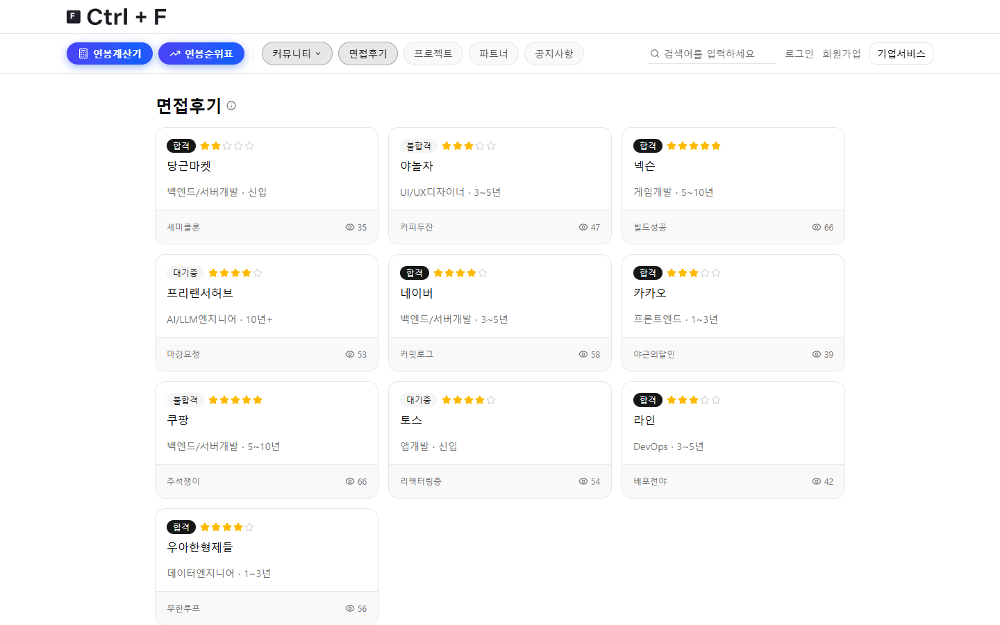 F Ctrl + F
연봉계산기 연봉순위표 커뮤니티 면접후기 프로젝트 파트너 공지사항 검색어를 입력하세요 로그인 회원가입 기업서비스
면접후기
합격
당근마켓
백엔드/서버개발 · 신입
세미콜론 35
불합격
야놀자
UI/UX디자이너 · 3~5년
커피두잔 47
합격
넥슨
게임개발 · 5~10년
빌드성공 66
대기중
프리랜서허브
AI/LLM엔지니어 · 10년+
마감요정 53
합격
네이버
백엔드/서버개발 · 3~5년
커밋로그 58
합격
카카오
프론트엔드 · 1~3년
야근의달인 39
불합격
쿠팡
백엔드/서버개발 · 5~10년
주석쟁이 66
대기중
토스
앱개발 · 신입
리팩터링중 54
합격
라인
DevOps · 3~5년
배포전야 42
합격
우아한형제들
데이터엔지니어 · 1~3년
무한루프 56